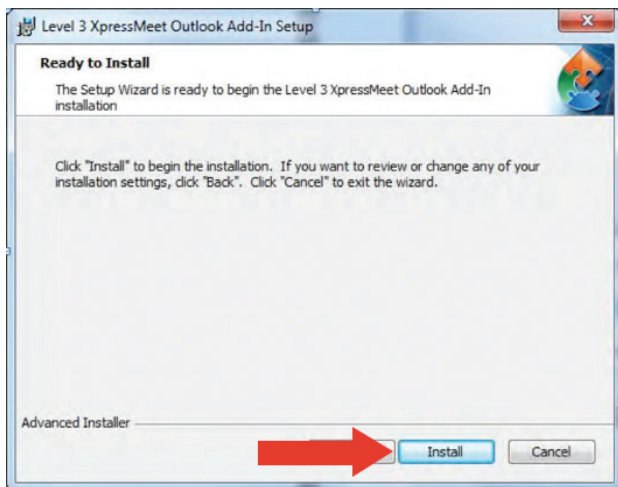 Level 3 XpressMeet Outlook Add-In Setup
Ready to Install
The Setup Wizard is ready to begin the Level 3 XpressMeet Outlook Add-In
installation
Click "Install" to begin the installation. If you want to review or change any of your
installation settings, click "Back". Click "Cancel" to exit the wizard.
Advanced Installer
Install
Cancel